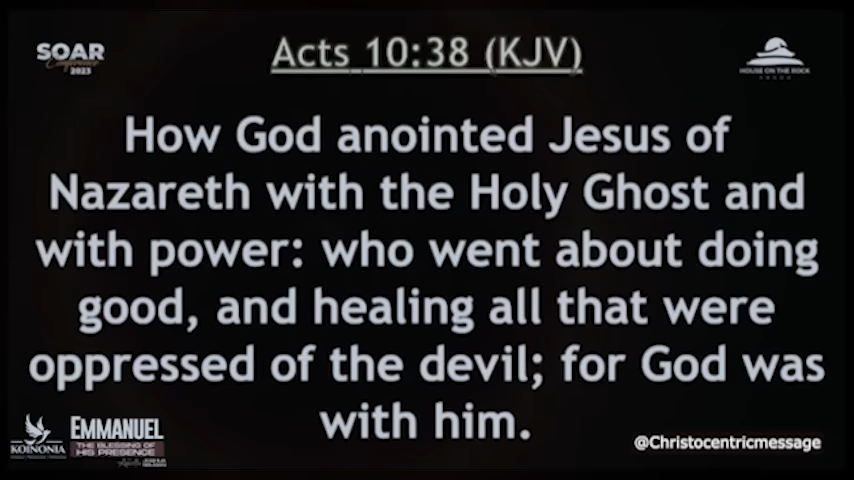 SOAR
Conference
2023
Acts 10:38 (KJV)
HOUSE ON THE ROCK
How God anointed Jesus of
Nazareth with the Holy Ghost and
with power: who went about doing
good, and healing all that were
oppressed of the devil; for God was
with him.
KOINONIA
EMMANUEL
THE BLESSING OF
HIS PRESENCE
@Christocentricmessage